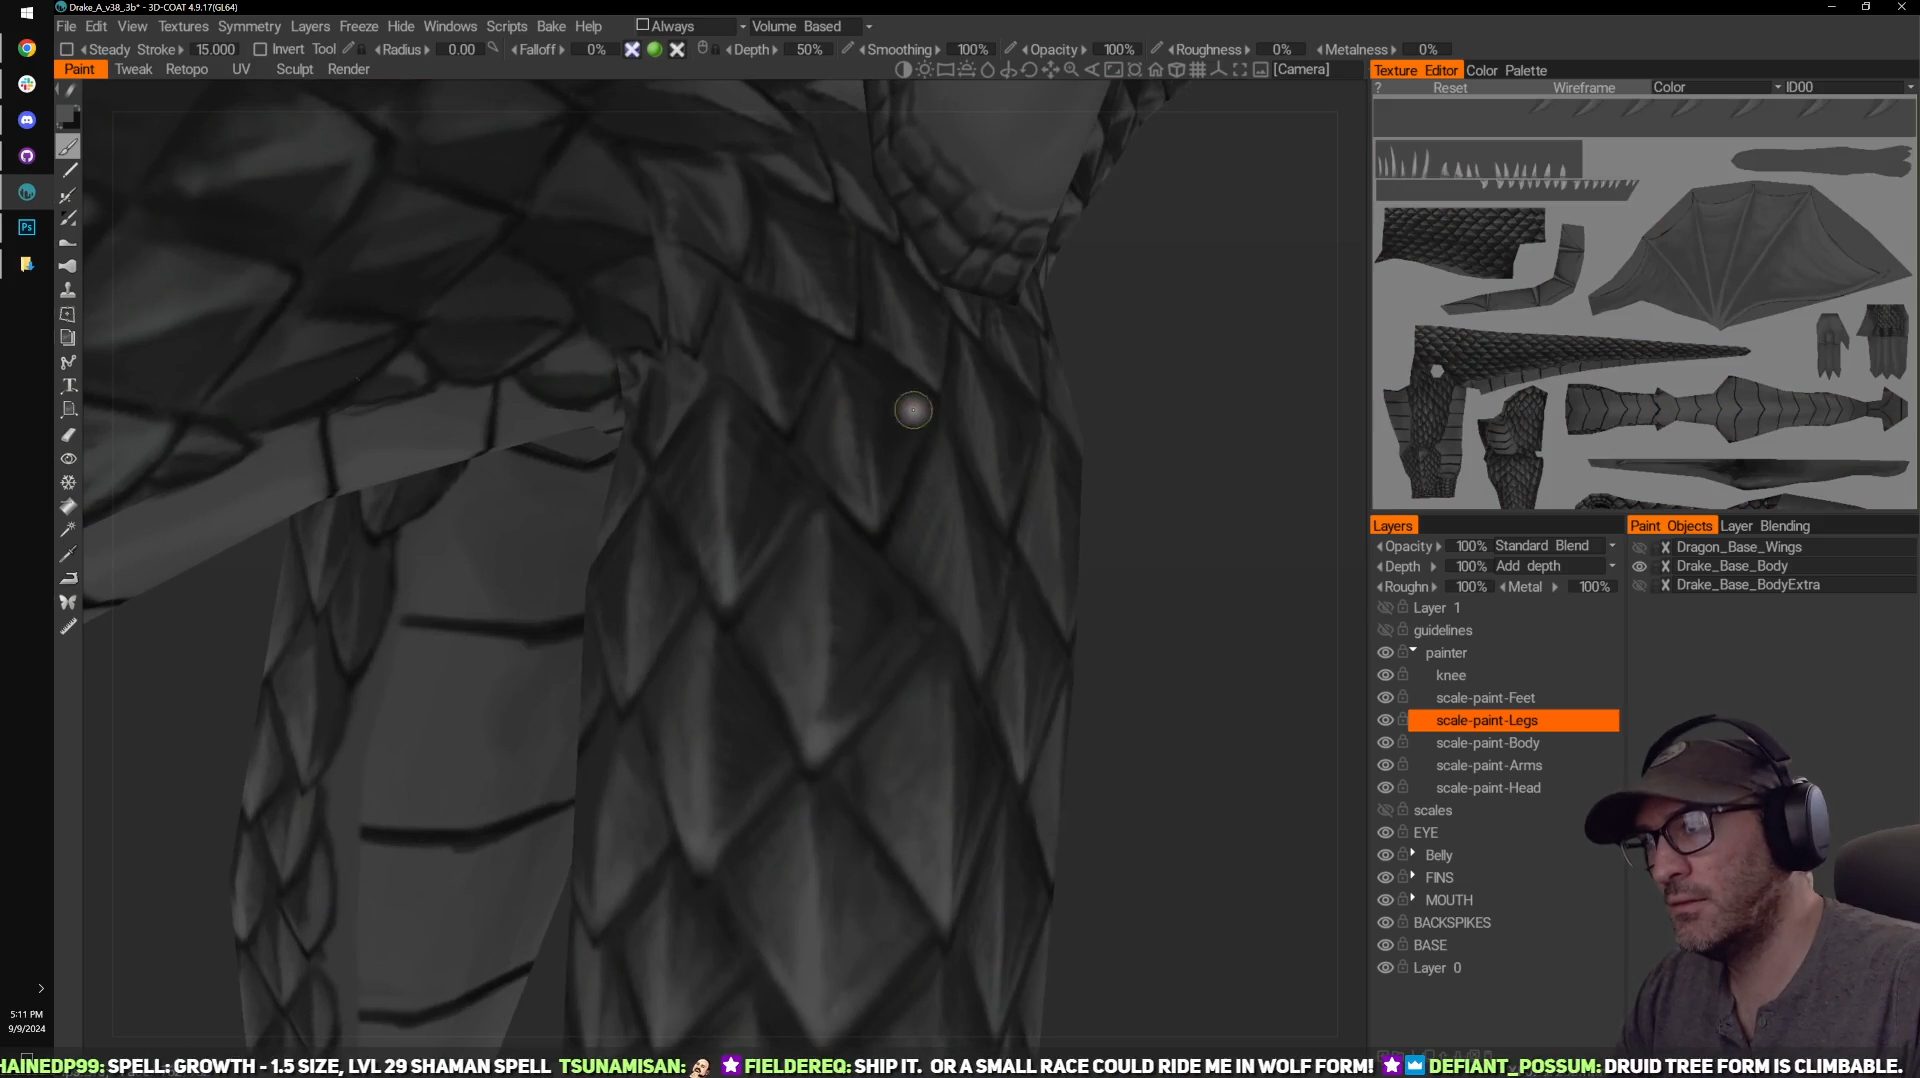 Drake_A_v38_.3b* - 3D-COAT 4.9.17(GL64)
File Edit View Textures Symmetry Layers Freeze Hide Windows Scripts Bake Help Always Volume Based
Steady Stroke 15.000 Invert Tool Radius 0.00 Falloff 0% Depth 50% Smoothing 100% Opacity 100% Roughness 0% Metalness 0%
Paint Tweak Retopo UV Sculpt Render [Camera]
Texture Editor Color Palette
? Reset Wireframe Color ID00
Ps
Layers
Opacity 100% Standard Blend
Depth 100% Add depth
Roughn 100% Metal 100%
Layer 1
guidelines
painter
knee
scale-paint-Feet
scale-paint-Legs
scale-paint-Body
scale-paint-Arms
scale-paint-Head
scales
EYE
Belly
FINS
MOUTH
BACKSPIKES
BASE
Layer 0
Paint Objects Layer Blending
Dragon_Base_Wings
Drake_Base_Body
Drake_Base_BodyExtra
5:11 PM
9/9/2024
HAINEDP99: SPELL: GROWTH - 1.5 SIZE, LVL 29 SHAMAN SPELL TSUNAMISAN: FIELDEREQ: SHIP IT. OR A SMALL RACE COULD RIDE ME IN WOLF FORM! DEFIANT_POSSUM: DRUID TREE FORM IS CLIMBABLE.